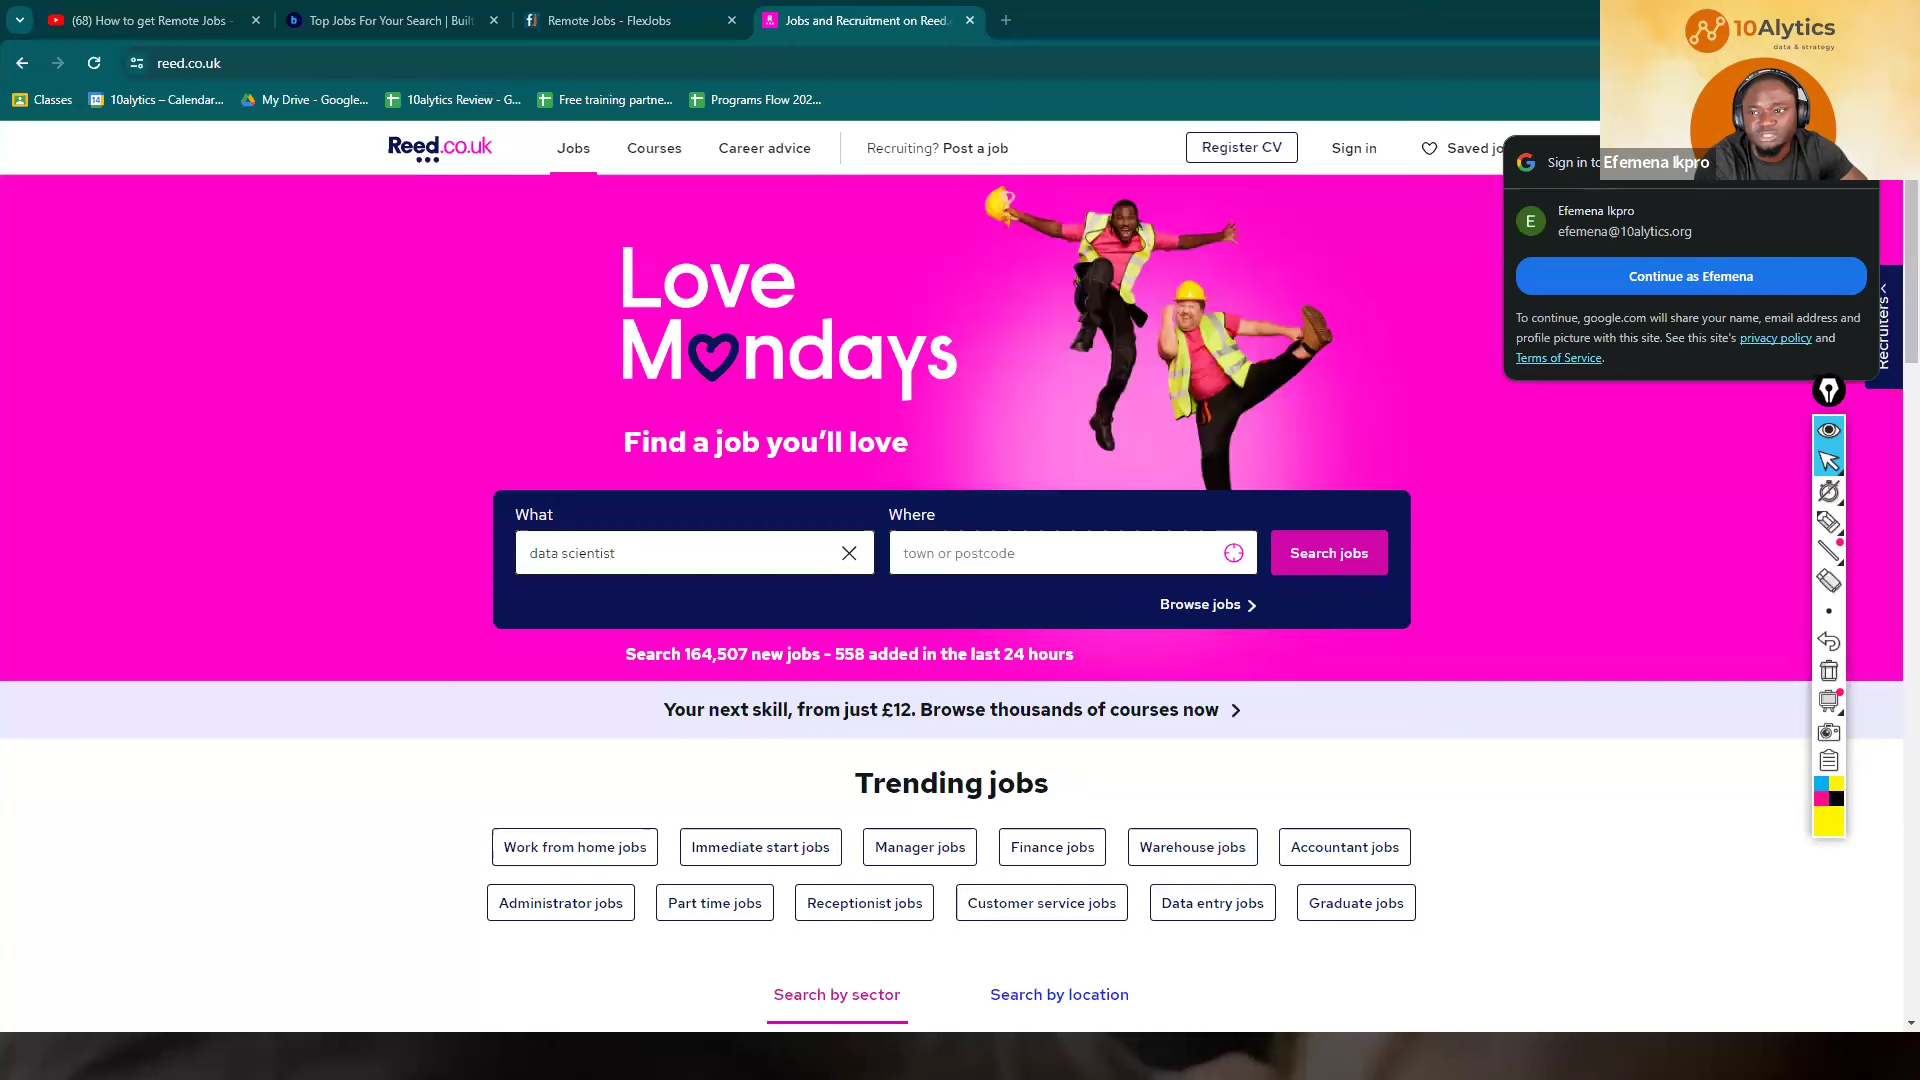 (68) How to get Remote Jobs -
Top Jobs For Your Search | Built
Remote Jobs - FlexJobs
Jobs and Recruitment on Reed.
reed.co.uk
Classes
10alytics – Calendar...
My Drive - Google...
10alytics Review - G...
Free training partne...
Programs Flow 202...
10Alytics
data & strategy
Efemena Ikpro
Reed.co.uk
Jobs
Courses
Career advice
Recruiting? Post a job
Register CV
Sign in
Saved jo
Sign in to
Efemena Ikpro
efemena@10alytics.org
E
Continue as Efemena
To continue, google.com will share your name, email address and
profile picture with this site. See this site's privacy policy and
Terms of Service.
Recruiters
Love
Mondays
Find a job you'll love
What
Where
data scientist
town or postcode
Search jobs
Browse jobs
Search 164,507 new jobs - 558 added in the last 24 hours
Your next skill, from just £12. Browse thousands of courses now
Trending jobs
Work from home jobs
Immediate start jobs
Manager jobs
Finance jobs
Warehouse jobs
Accountant jobs
Administrator jobs
Part time jobs
Receptionist jobs
Customer service jobs
Data entry jobs
Graduate jobs
Search by sector
Search by location